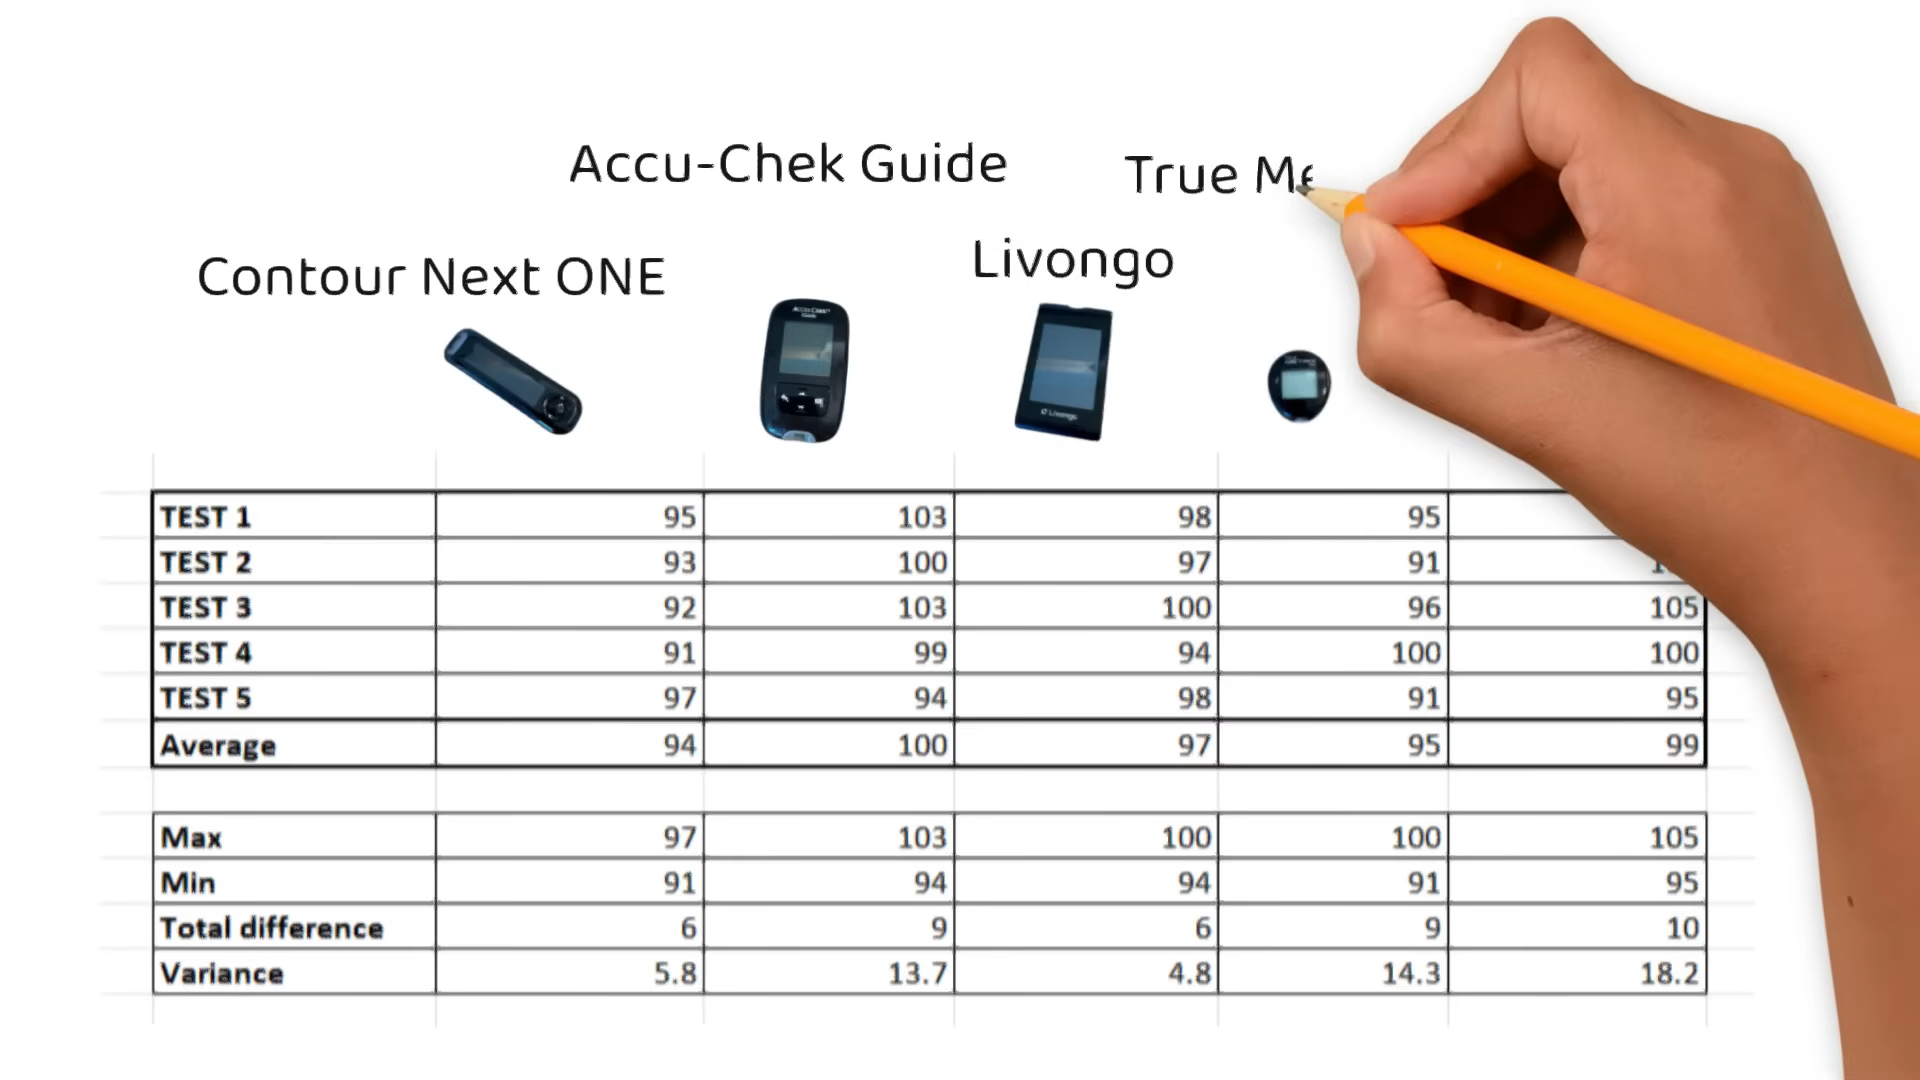 Accu-Chek Guide
True Me
Contour Next ONE
Livongo
ACCU-CHEK
Guide
Livongo
TEST 1 95 103 98 95
TEST 2 93 100 97 91
TEST 3 92 103 100 96 105
TEST 4 91 99 94 100 100
TEST 5 97 94 98 91 95
Average 94 100 97 95 99
Max 97 103 100 100 105
Min 91 94 94 91 95
Total difference 6 9 6 9 10
Variance 5.8 13.7 4.8 14.3 18.2